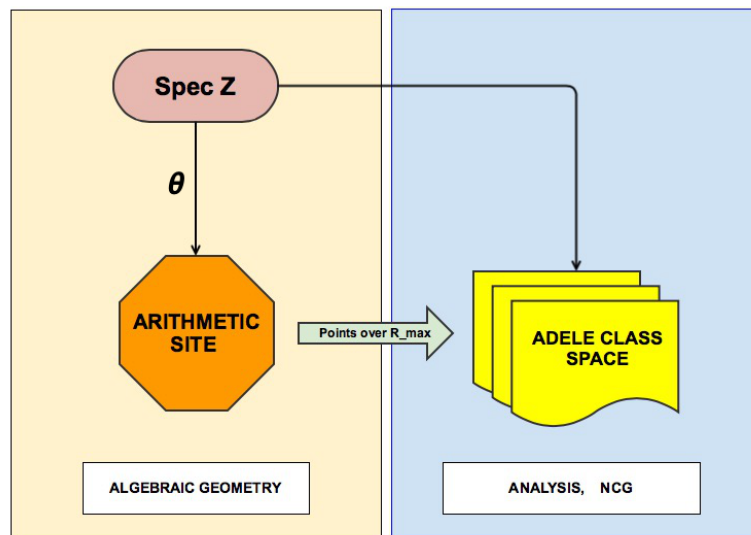 Spec Z
θ
ARITHMETIC
SITE
Points over R_max
ADELE CLASS
SPACE
ALGEBRAIC GEOMETRY
ANALYSIS, NCG